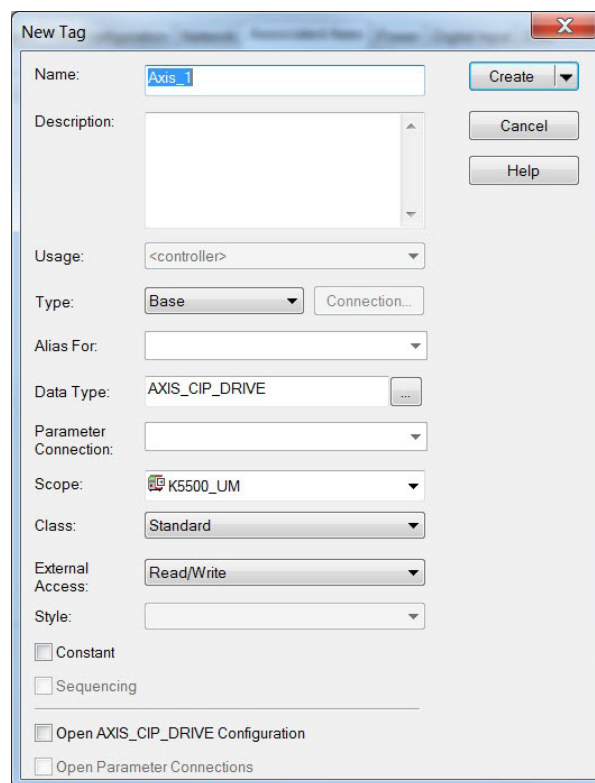 New Tag
Name:
Axis_1
Create
Description:
Cancel
Help
Usage:
<controller>
Type:
Base
Connection...
Alias For:
Data Type:
AXIS_CIP_DRIVE
...
Parameter
Connection:
Scope:
K5500_UM
Class:
Standard
External
Access:
Read/Write
Style:
Constant
Sequencing
Open AXIS_CIP_DRIVE Configuration
Open Parameter Connections